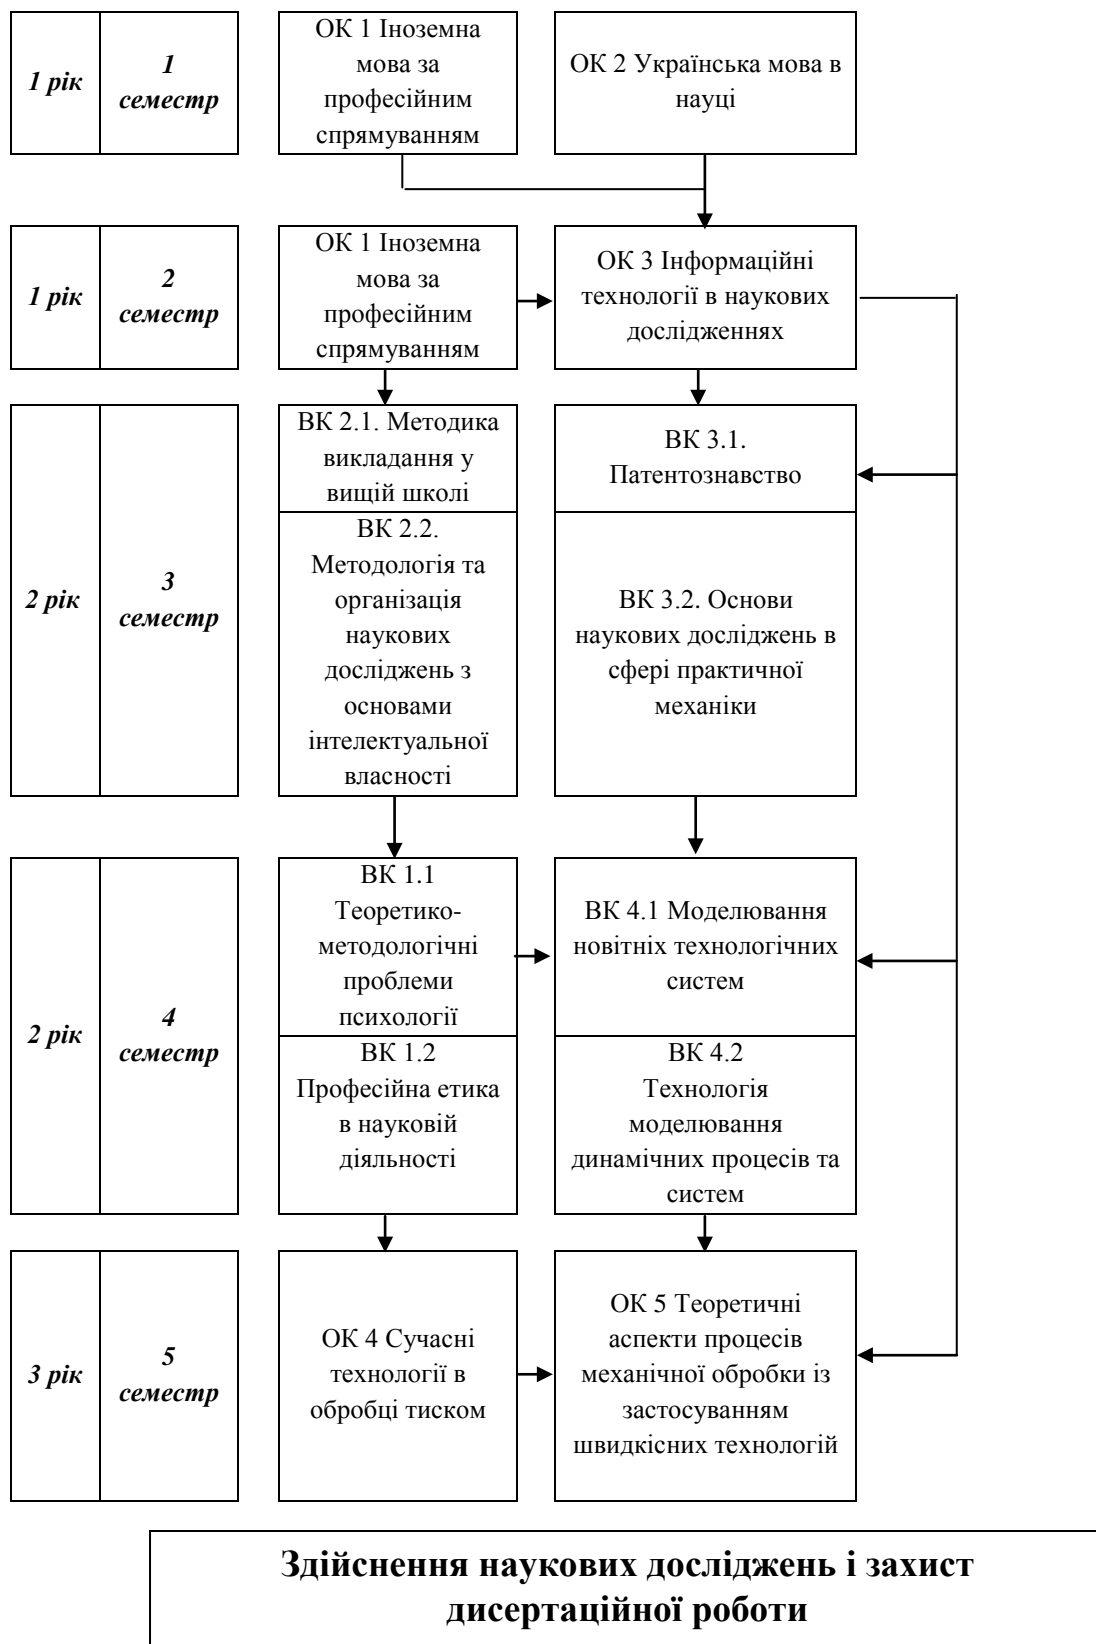 1 рік
1
семестр
ОК 1 Іноземна
мова за
професійним
спрямуванням
ОК 2 Українська мова в
науці
1 рік
2
семестр
ОК 1 Іноземна
мова за
професійним
спрямуванням
ОК 3 Інформаційні
технології в наукових
дослідженнях
2 рік
3
семестр
ВК 2.1. Методика
викладання у
вищій школі
ВК 2.2.
Методологія та
організація
наукових
досліджень з
основами
інтелектуальної
власності
ВК 3.1.
Патентознавство
ВК 3.2. Основи
наукових досліджень в
сфері практичної
механіки
2 рік
4
семестр
ВК 1.1
Теоретико-
методологічні
проблеми
психології
ВК 1.2
Професійна етика
в науковій
діяльності
ВК 4.1 Моделювання
новітніх технологічних
систем
ВК 4.2
Технологія
моделювання
динамічних процесів та
систем
3 рік
5
семестр
ОК 4 Сучасні
технології в
обробці тиском
ОК 5 Теоретичні
аспекти процесів
механічної обробки із
застосуванням
швидкісних технологій
Здійснення наукових досліджень і захист
дисертаційної роботи